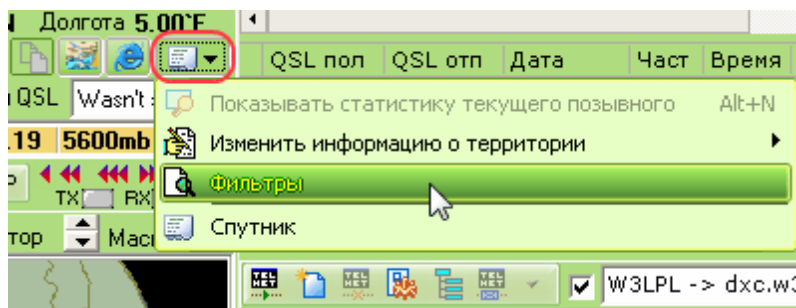 Долгота 5.00°E
QSL пол QSL отп Дата Част Время
QSL Wasn't
Показывать статистику текущего позывного Alt+N
.19 5600mb
Изменить информацию о территории
Фильтры
TX RX
Спутник
тор Мас
W3LPL -> dxc.w3